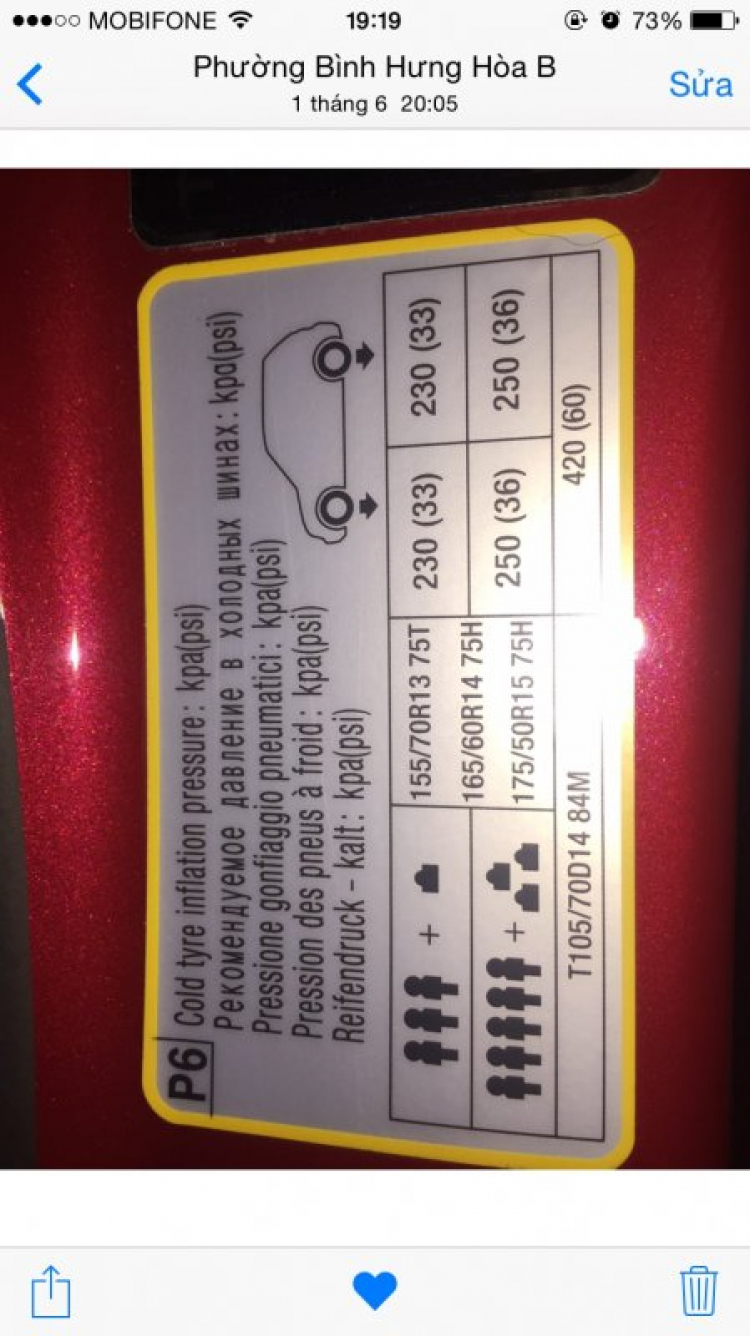 MOBIFONE 19:19 73%
Phường Bình Hưng Hòa B
1 tháng 6 20:05
Sửa
P6 Cold tyre inflation pressure: kpa(psi)
Рекомендуемое давление в холодных шинах: kpa(psi)
Pressione gonfiaggio pneumatici: kpa(psi)
Pression des pneus à froid: kpa(psi)
Reifendruck - kalt: kpa(psi)
+ 155/70R13 75T 230 (33) 230 (33)
165/60R14 75H
+ 175/50R15 75H 250 (36) 250 (36)
T105/70D14 84M 420 (60)